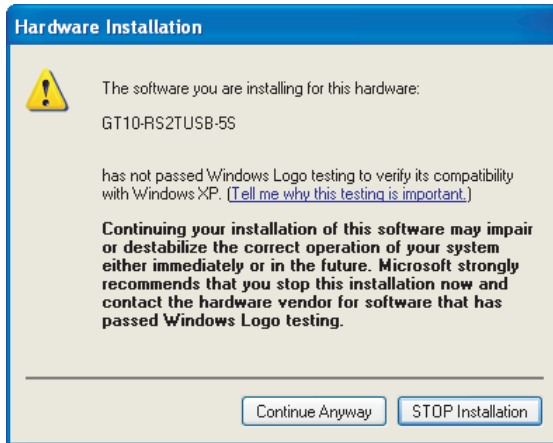 Hardware Installation
The software you are installing for this hardware:
GT10-RS2TUSB-5S
has not passed Windows Logo testing to verify its compatibility
with Windows XP. (Tell me why this testing is important.)
Continuing your installation of this software may impair
or destabilize the correct operation of your system
either immediately or in the future. Microsoft strongly
recommends that you stop this installation now and
contact the hardware vendor for software that has
passed Windows Logo testing.
Continue Anyway
STOP Installation